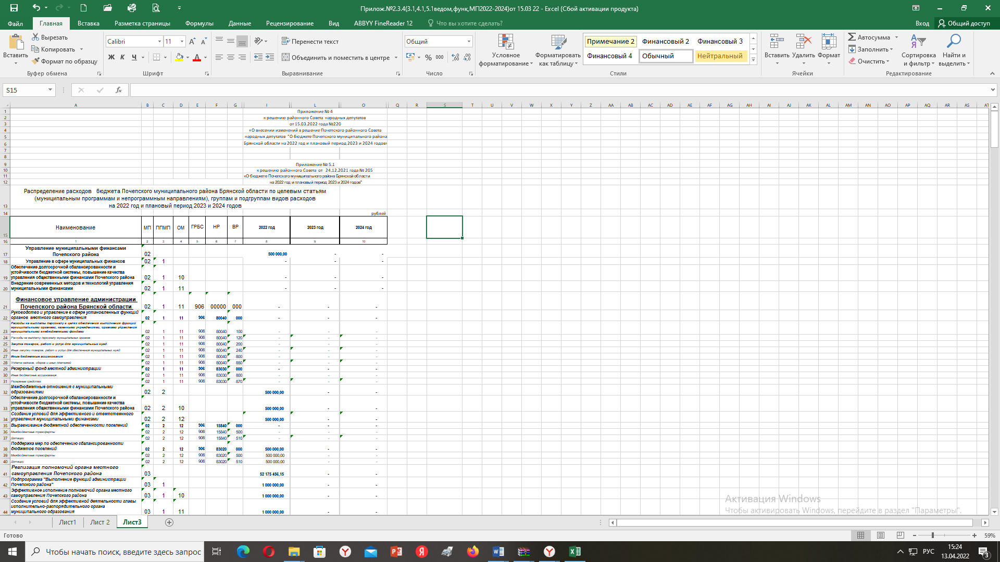 Прилож.№2.3.4(3.1,4.1,5.1ведом,функ,МП2022-2024)от 15.03 22 - Excel (Сбой активации продукта)
Файл Главная Вставка Разметка страницы Формулы Данные Рецензирование Вид ABBYY FineReader 12 Что вы хотите сделать? Вход Общий доступ
Вставить Вырезать Копировать Формат по образцу
Calibri 11 Ж К Ч
Перенести текст
Объединить и поместить в центре
Общий % 000
Условное форматирование Форматировать как таблицу
Примечание 2 Финансовый 2 Финансовый 3
Финансовый 4 Обычный Нейтральный
Вставить Удалить Формат
Автосумма Заполнить Очистить
Сортировка и фильтр Найти и выделить
Буфер обмена Шрифт Выравнивание Число Стили Ячейки Редактирование
S15 fx
A B C D E F G I L O Q R S T U V W X Y Z AA AB AC AD AE AF AG AH AI AJ AK AL AM AN AO AP AQ AR AS AT
1 Приложение № 4
2 к решению районного Совета народных депутатов
3 от 15.03.2022 года №220
4 «О внесении изменений в решение Почепского районного Совета
5 народных депутатов "О бюджете Почепского муниципального района
6 Брянской области на 2022 год и плановый период 2023 и 2024 годов»
7
8
9 Приложение № 5.1
10 к решению районного Совета от 24.12.2021 года № 205
11 «О бюджете Почепского муниципального района Брянской области
12 на 2022 год и плановый период 2023 и 2024 годов"
Распределение расходов бюджета Почепского муниципального района Брянской области по целевым статьям
(муниципальным программам и непрограммным направлениям), группам и подгруппам видов расходов
13 на 2022 год и плановый период 2023 и 2024 годов
14 рублей
15 Наименование МП ППМП ОМ ГРБС НР ВР 2022 год 2023 год 2024 год
16 1 2 3 4 5 6 7 8 9 10
Управление муниципальными финансами
17 Почепского района 02 500 000,00 - -
18 Управление в сфере муниципальных финансов 02 1 - - -
Обеспечение долгосрочной сбалансированности и
устойчивости бюджетной системы, повышение качества
19 управления общественными финансами Почепского района 02 1 10 - - -
Внедрение современных методов и технологий управления
20 муниципальными финансами 02 1 11 - - -
Финансовое управление администрации
21 Почепского района Брянской области 02 1 11 906 00000 000 - - -
Руководство и управление в сфере установленных функций
22 органов местного самоуправления 02 1 11 906 80040 000 - - -
Расходы на выплаты персоналу в целях обеспечения выполнения функций
муниципальными органами, казенными учреждениями, органами управления
23 муниципальными внебюджетными фондами 02 1 11 906 80040 100 - - -
24 Расходы на выплату персоналу муниципальных органов 02 1 11 906 80040 120 - - -
25 Закупка товаров, работ и услуг для муниципальных нужд 02 1 11 906 80040 200 - - -
26 Иные закупки товаров, работ и услуг для обеспечения муниципальных нужд 02 1 11 906 80040 240 - - -
27 Иные бюджетные ассигнования 02 1 11 906 80040 800 - - -
28 Уплата налогов, сборов и иных платежей 02 1 11 906 80040 850 - - -
29 Резервный фонд местной администрации 02 1 11 906 83030 000 - - -
30 Иные бюджетные ассигнования 02 1 11 906 83030 800 - - -
31 Резервные средства 02 1 11 906 83030 870 - - -
Межбюджетные отношения с муниципальными
32 образованиями 02 2 500 000,00 - -
Обеспечение долгосрочной сбалансированности и
устойчивости бюджетной системы, повышение качества
33 управления общественными финансами Почепского района 02 2 10 500 000,00 - -
Создание условий для эффективного и ответственного
34 управления муниципальными финансами 02 2 12 500 000,00 - -
35 Выравнивание бюджетной обеспеченности поселений 02 2 12 906 15840 000 - - -
36 Межбюджетные трансферты 02 2 12 906 15840 500 - - -
37 Дотации 02 2 12 906 15840 510 - - -
Поддержка мер по обеспечению сбалансированности
38 бюджетов поселений 02 2 12 906 83020 000 500 000,00 - -
39 Межбюджетные трансферты 02 2 12 906 83020 500 500 000,00 - -
40 Дотации 02 2 12 906 83020 510 500 000,00 - -
Реализация полномочий органа местного
41 самоуправления Почепского района 03 52 175 456,15 - -
Подпрограмма "Выполнение функций администрации
42 Почепского района" 03 1 1 000 000,00 - -
Эффективное исполнение полномочий органа местного
43 самоуправления Почепского района 03 1 10 1 000 000,00 - -
Создание условий для эффективной деятельности главы
исполнительно-распорядительного органа
44 муниципального образования 03 1 11 1 000 000,00 - -
Активация Windows
Чтобы активировать Windows, перейдите в раздел "Параметры".
Лист1 Лист 2 Лист3
Готово 59%
Чтобы начать поиск, введите здесь запрос
РУС 15:24
13.04.2022 3